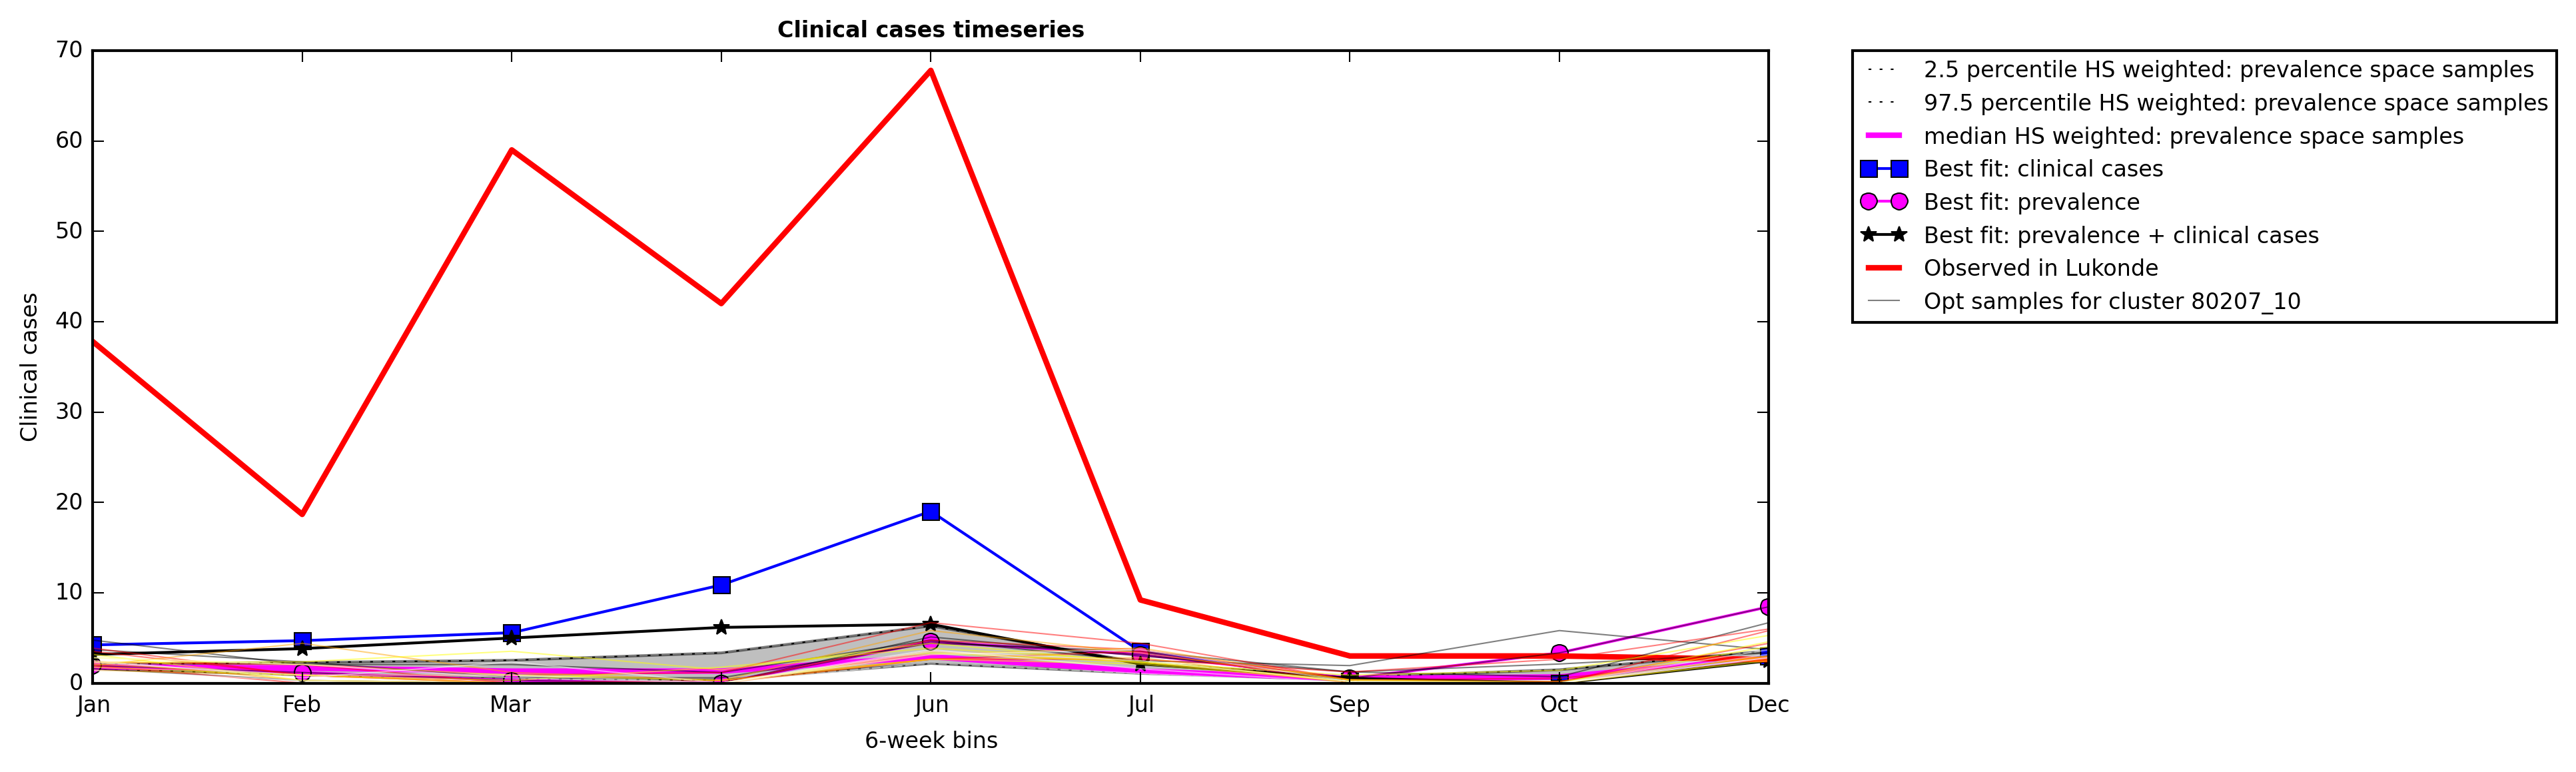 Clinical cases timeseries
70
60
50
40
30
20
10
0
Clinical cases
Jan Feb Mar May Jun Jul Sep Oct Dec
6-week bins
2.5 percentile HS weighted: prevalence space samples
97.5 percentile HS weighted: prevalence space samples
median HS weighted: prevalence space samples
Best fit: clinical cases
Best fit: prevalence
Best fit: prevalence + clinical cases
Observed in Lukonde
Opt samples for cluster 80207_10